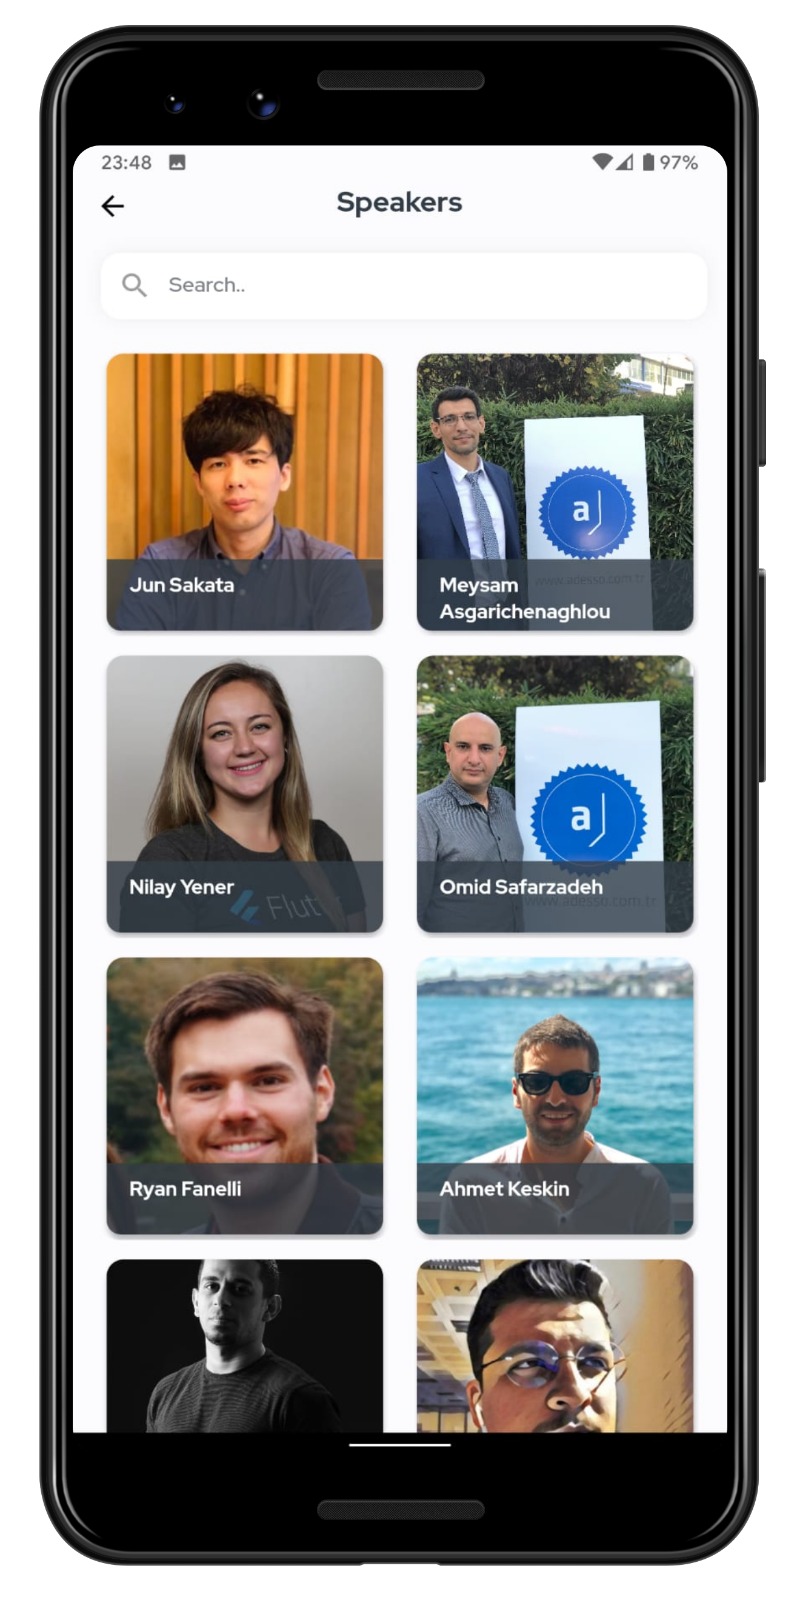 23:48
97%
Speakers
Search..
Jun Sakata
a
www.adesso.com.tr
Meysam
Asgarichenaghlou
Nilay Yener
Flut
a
www.adesso.com.tr
Omid Safarzadeh
Ryan Fanelli
Ahmet Keskin